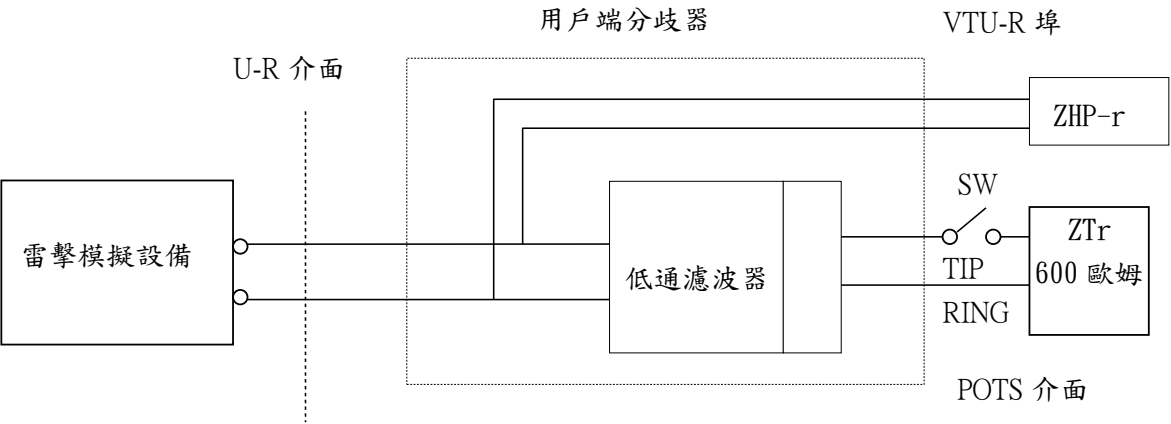 用戶端分歧器
VTU-R 埠
U-R 介面
ZHP-r
SW
雷擊模擬設備
低通濾波器
ZTr
600 歐姆
TIP
RING
POTS 介面